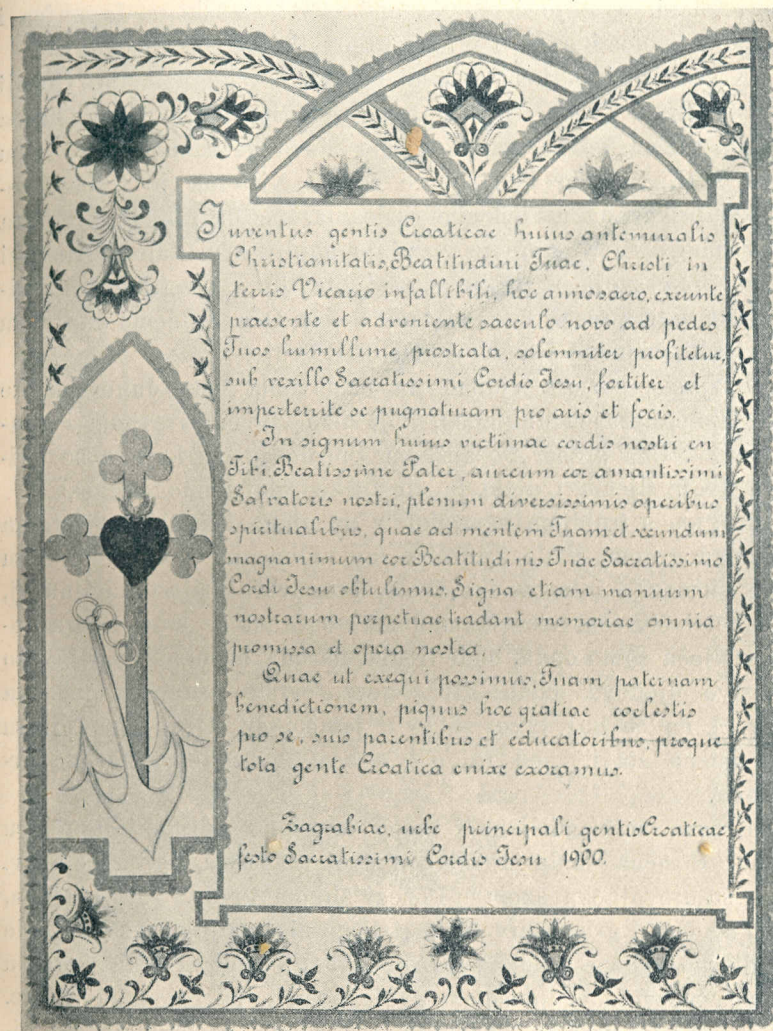 Juventus gentis Croaticae huius antemuralis
Christianitatis, Beatitudini Tuae, Christi in
terris Vicario infallibili, hoc anno sacro, exeunte
praesente et adveniente saeculo novo ad pedes
Tuos humillime prostrata, solemniter profitetur,
sub vexillo Sacratissimi Cordis Jesu, fortiter et
imperterrite se pugnaturam pro aris et focis.
In signum huius victimae cordis nostri en
Tibi, Beatissime Pater, aureum cor amantissimi
Salvatoris nostri, plenum diversissimis operibus
spiritualibus, quae ad mentem Tuam et secundum
magnanimum cor Beatitudinis Tuae Sacratissimo
Cordi Jesu obtulimus. Signa etiam manuum
nostrarum perpetuae tradant memoriae omnia
promissa et opera nostra.
Quae ut exequi possimus, Tuam paternam
benedictionem, pignus hoc gratiae coelestis
pro se, suis parentibus et educatoribus, proque
tota gente Croatica enixe exoramus.
Zagrabiae, urbe principali gentis Croaticae,
festo Sacratissimi Cordis Jesu 1900.